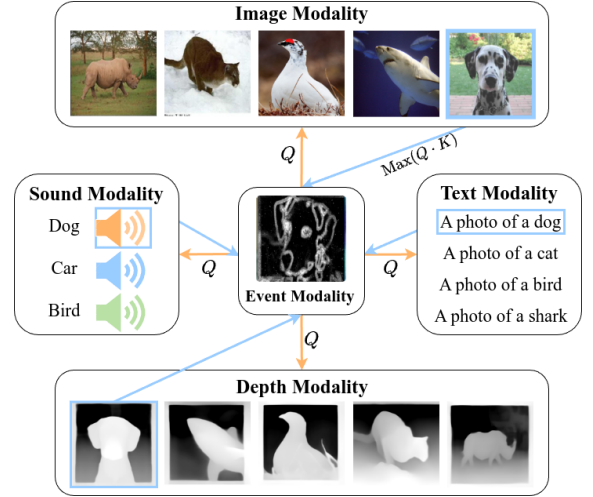 Image Modality
Q
Max(Q · K)
Sound Modality
Dog
Car
Bird
Q
Event Modality
Q
Text Modality
A photo of a dog
A photo of a cat
A photo of a bird
A photo of a shark
Q
Depth Modality